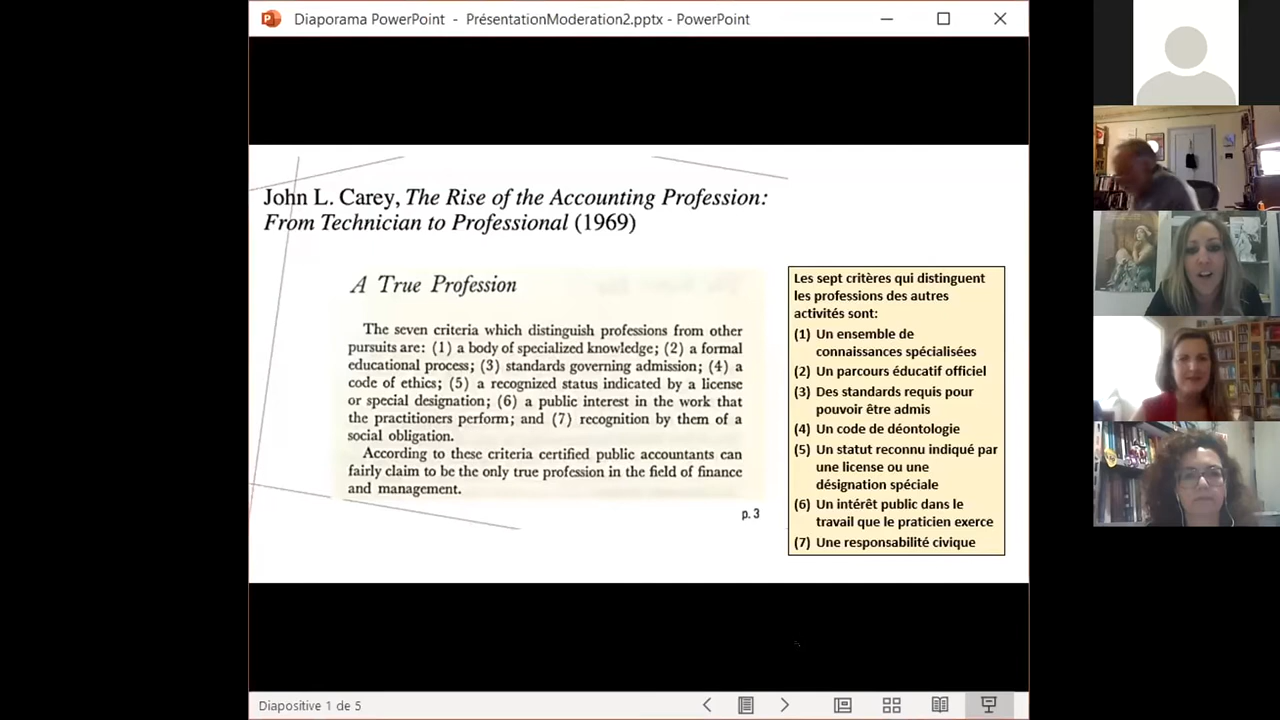 Diaporama PowerPoint - PrésentationModeration2.pptx - PowerPoint
John L. Carey, The Rise of the Accounting Profession:
From Technician to Professional (1969)
A True Profession
The seven criteria which distinguish professions from other
pursuits are: (1) a body of specialized knowledge; (2) a formal
educational process; (3) standards governing admission; (4) a
code of ethics; (5) a recognized status indicated by a license
or special designation; (6) a public interest in the work that
the practitioners perform; and (7) recognition by them of a
social obligation.
According to these criteria certified public accountants can
fairly claim to be the only true profession in the field of finance
and management.
p. 3
Les sept critères qui distinguent
les professions des autres
activités sont:
(1) Un ensemble de
connaissances spécialisées
(2) Un parcours éducatif officiel
(3) Des standards requis pour
pouvoir être admis
(4) Un code de déontologie
(5) Un statut reconnu indiqué par
une license ou une
désignation spéciale
(6) Un intérêt public dans le
travail que le praticien exerce
(7) Une responsabilité civique
Diapositive 1 de 5